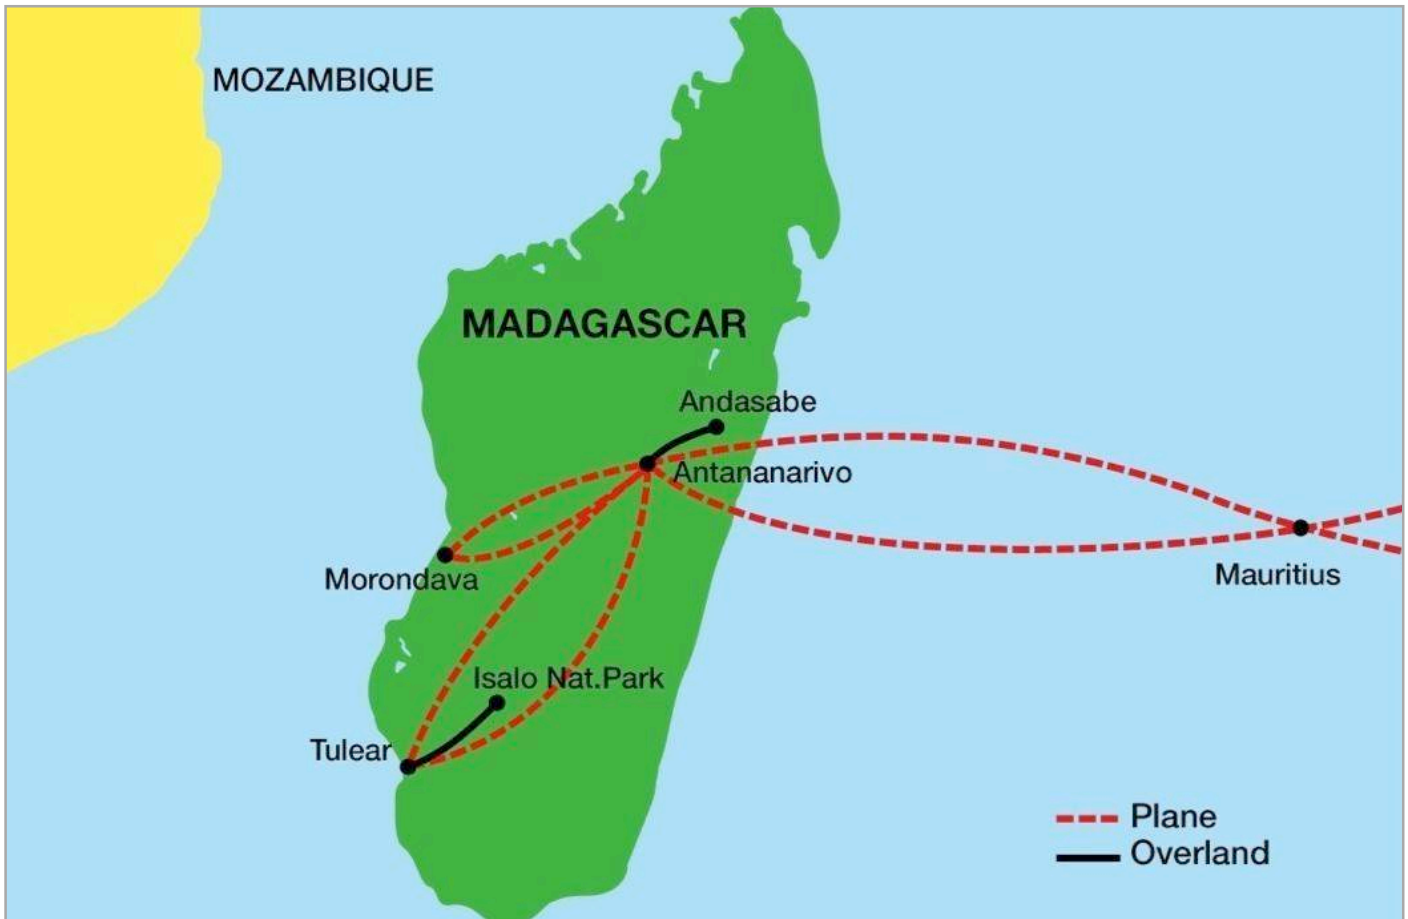 MOZAMBIQUE
MADAGASCAR
Andasabe
Antananarivo
Morondava
Mauritius
Isalo Nat.Park
Tulear
Plane
Overland